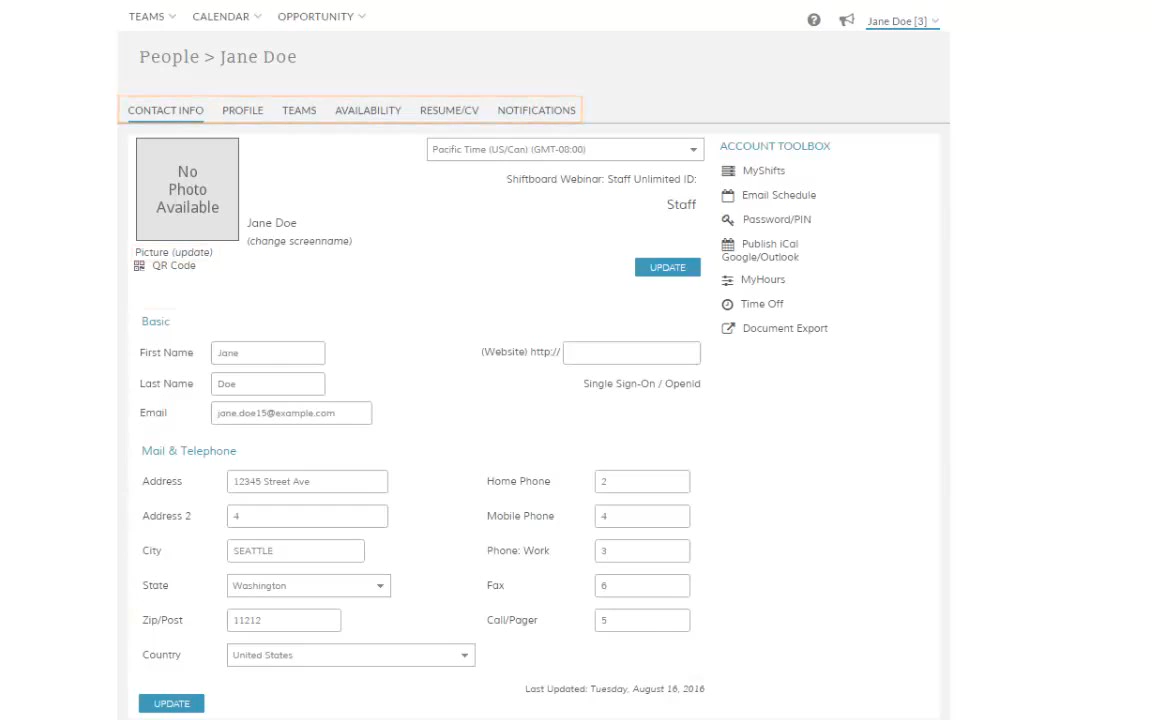 TEAMS CALENDAR OPPORTUNITY Jane Doe [3]
People > Jane Doe
CONTACT INFO PROFILE TEAMS AVAILABILITY RESUME/CV NOTIFICATIONS
No
Photo
Available
Jane Doe
(change screenname)
Picture (update)
QR Code
Pacific Time (US/Can) (GMT-08:00)
Shiftboard Webinar: Staff Unlimited ID:
Staff
UPDATE
ACCOUNT TOOLBOX
MyShifts
Email Schedule
Password/PIN
Publish iCal
Google/Outlook
MyHours
Time Off
Document Export
Basic
First Name Jane (Website) http://
Last Name Doe Single Sign-On / OpenId
Email jane.doe15@example.com
Mail & Telephone
Address 12345 Street Ave Home Phone 2
Address 2 4 Mobile Phone 4
City SEATTLE Phone: Work 3
State Washington Fax 6
Zip/Post 11212 Call/Pager 5
Country United States
Last Updated: Tuesday, August 16, 2016
UPDATE